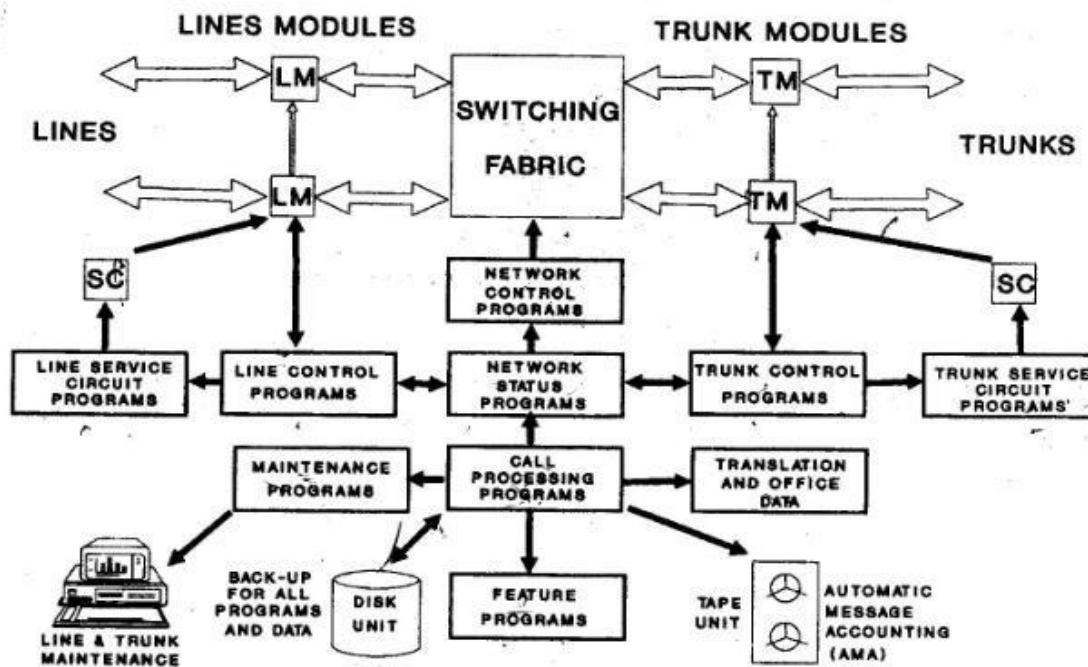 LINES MODULES
TRUNK MODULES
LM
TM
SWITCHING
FABRIC
LINES
TRUNKS
LM
TM
SC
SC
NETWORK
CONTROL
PROGRAMS
LINE SERVICE
CIRCUIT
PROGRAMS
LINE CONTROL
PROGRAMS
NETWORK
STATUS
PROGRAMS
TRUNK CONTROL
PROGRAMS
TRUNK SERVICE
CIRCUIT
PROGRAMS
MAINTENANCE
PROGRAMS
CALL
PROCESSING
PROGRAMS
TRANSLATION
AND OFFICE
DATA
LINE & TRUNK
MAINTENANCE
BACK-UP
FOR ALL
PROGRAMS
AND DATA
DISK
UNIT
FEATURE
PROGRAMS
TAPE
UNIT
AUTOMATIC
MESSAGE
ACCOUNTING
(AMA)